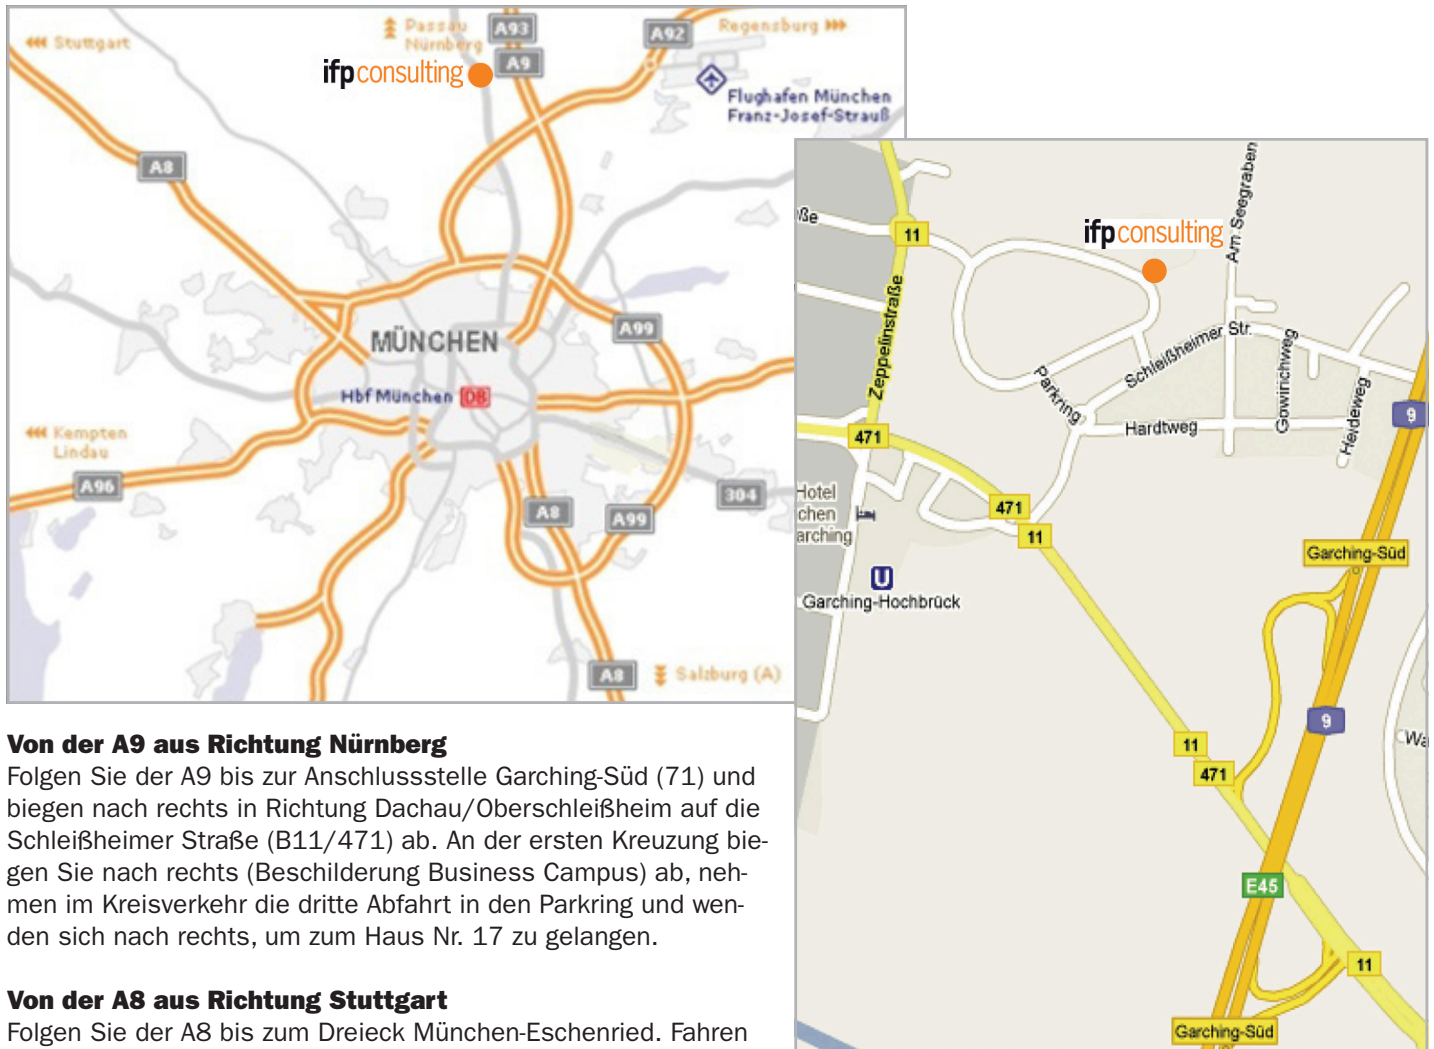 Stuttgart
Passau
Nürnberg
A93
A9
A92
Regensburg
ifp consulting
Flughafen München
Franz-Josef-Strauß
A8
MÜNCHEN
A99
Hbf München DB
Kempten
Lindau
A96
304
A8
A99
A8
Salzburg (A)
ße
11
ifp consulting
Am Seegraben
Zeppelinstraße
Schleißheimer Str.
Parkring
Gowirichweg
Heideweg
9
Hardtweg
471
Hotel
chen
arching
471
11
Garching-Süd
U
Garching-Hochbrück
9
11
471
Wa
E45
11
Garching-Süd
Von der A9 aus Richtung Nürnberg
Folgen Sie der A9 bis zur Anschlussstelle Garching-Süd (71) und
biegen nach rechts in Richtung Dachau/Oberschleißheim auf die
Schleißheimer Straße (B11/471) ab. An der ersten Kreuzung bie-
gen Sie nach rechts (Beschilderung Business Campus) ab, neh-
men im Kreisverkehr die dritte Abfahrt in den Parkring und wen-
den sich nach rechts, um zum Haus Nr. 17 zu gelangen.
Von der A8 aus Richtung Stuttgart
Folgen Sie der A8 bis zum Dreieck München-Eschenried. Fahren